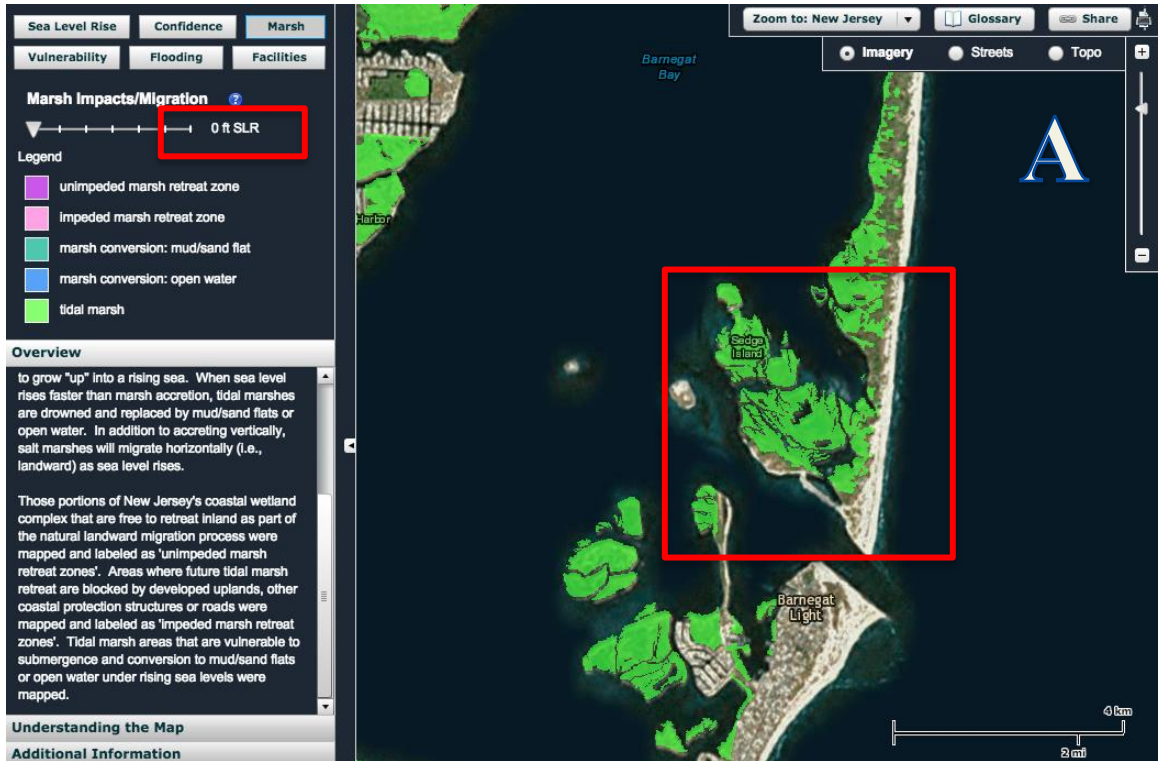 Sea Level Rise
Confidence
Marsh
Vulnerability
Flooding
Facilities
Marsh Impacts/Migration ?
0 ft SLR
Legend
unimpeded marsh retreat zone
impeded marsh retreat zone
marsh conversion: mud/sand flat
marsh conversion: open water
tidal marsh
Overview
to grow "up" into a rising sea. When sea level
rises faster than marsh accretion, tidal marshes
are drowned and replaced by mud/sand flats or
open water. In addition to accreting vertically,
salt marshes will migrate horizontally (i.e.,
landward) as sea level rises.
Those portions of New Jersey's coastal wetland
complex that are free to retreat inland as part of
the natural landward migration process were
mapped and labeled as 'unimpeded marsh
retreat zones'. Areas where future tidal marsh
retreat are blocked by developed uplands, other
coastal protection structures or roads were
mapped and labeled as 'impeded marsh retreat
zones'. Tidal marsh areas that are vulnerable to
submergence and conversion to mud/sand flats
or open water under rising sea levels were
mapped.
Understanding the Map
Additional Information
Zoom to: New Jersey
Glossary
Share
Imagery
Streets
Topo
Barnegat
Bay
A
Harbor
Sedge
Island
Barnegat
Light
4 km
2 mi